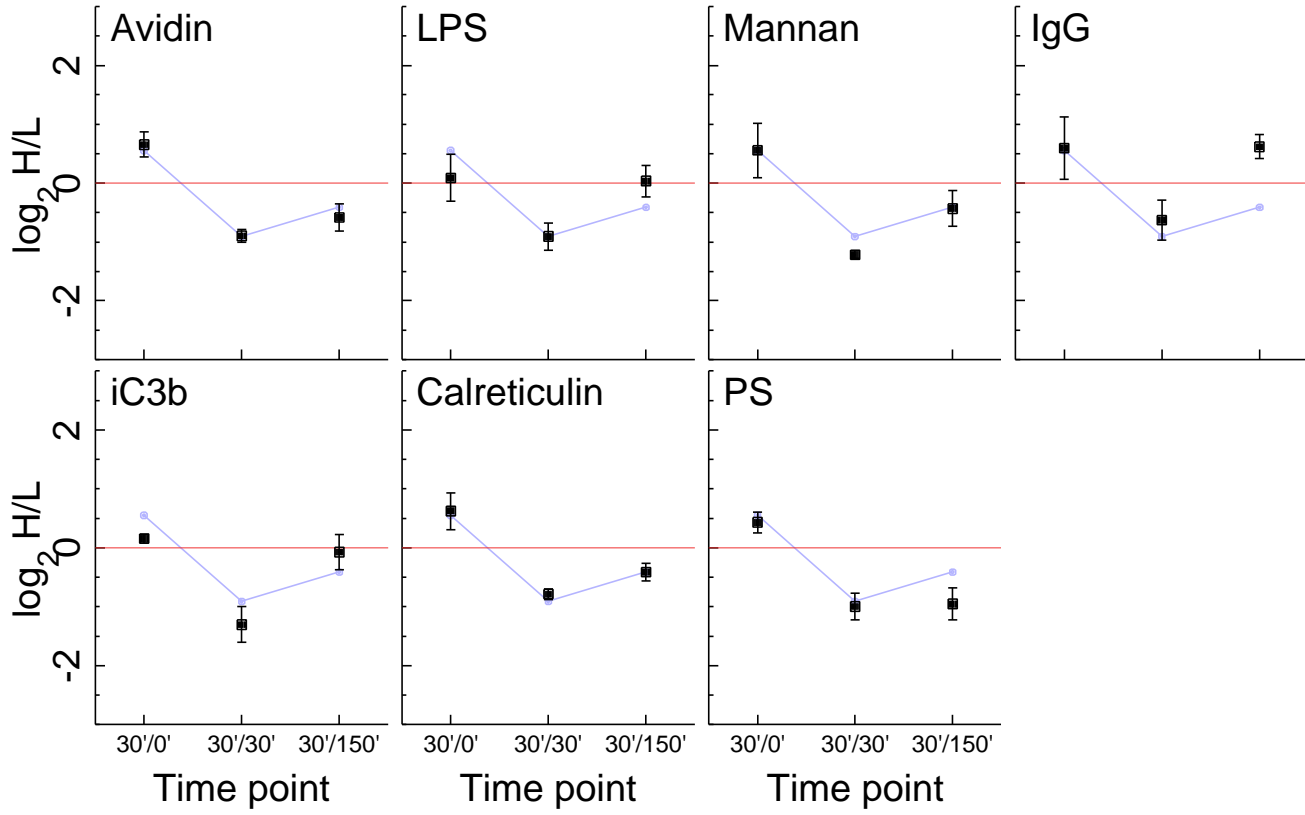 Avidin
LPS
Mannan
IgG
2
0
-2
log2 H/L
iC3b
Calreticulin
PS
2
0
-2
log2 H/L
30'/0' 30'/30' 30'/150'
30'/0' 30'/30' 30'/150'
30'/0' 30'/30' 30'/150'
Time point
Time point
Time point